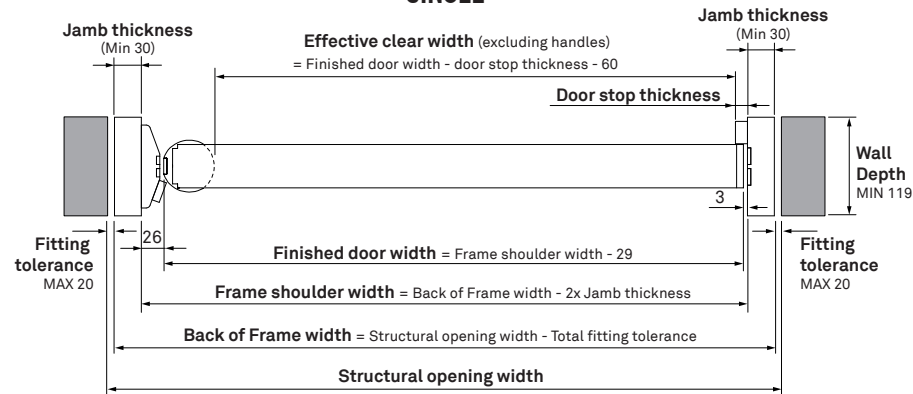 Jamb thickness
(Min 30)
Jamb thickness
(Min 30)
Effective clear width (excluding handles)
= Finished door width - door stop thickness - 60
Door stop thickness
Wall
Depth
MIN 119
3
26
Fitting
tolerance
MAX 20
Finished door width = Frame shoulder width - 29
Fitting
tolerance
MAX 20
Frame shoulder width = Back of Frame width - 2x Jamb thickness
Back of Frame width = Structural opening width - Total fitting tolerance
Structural opening width